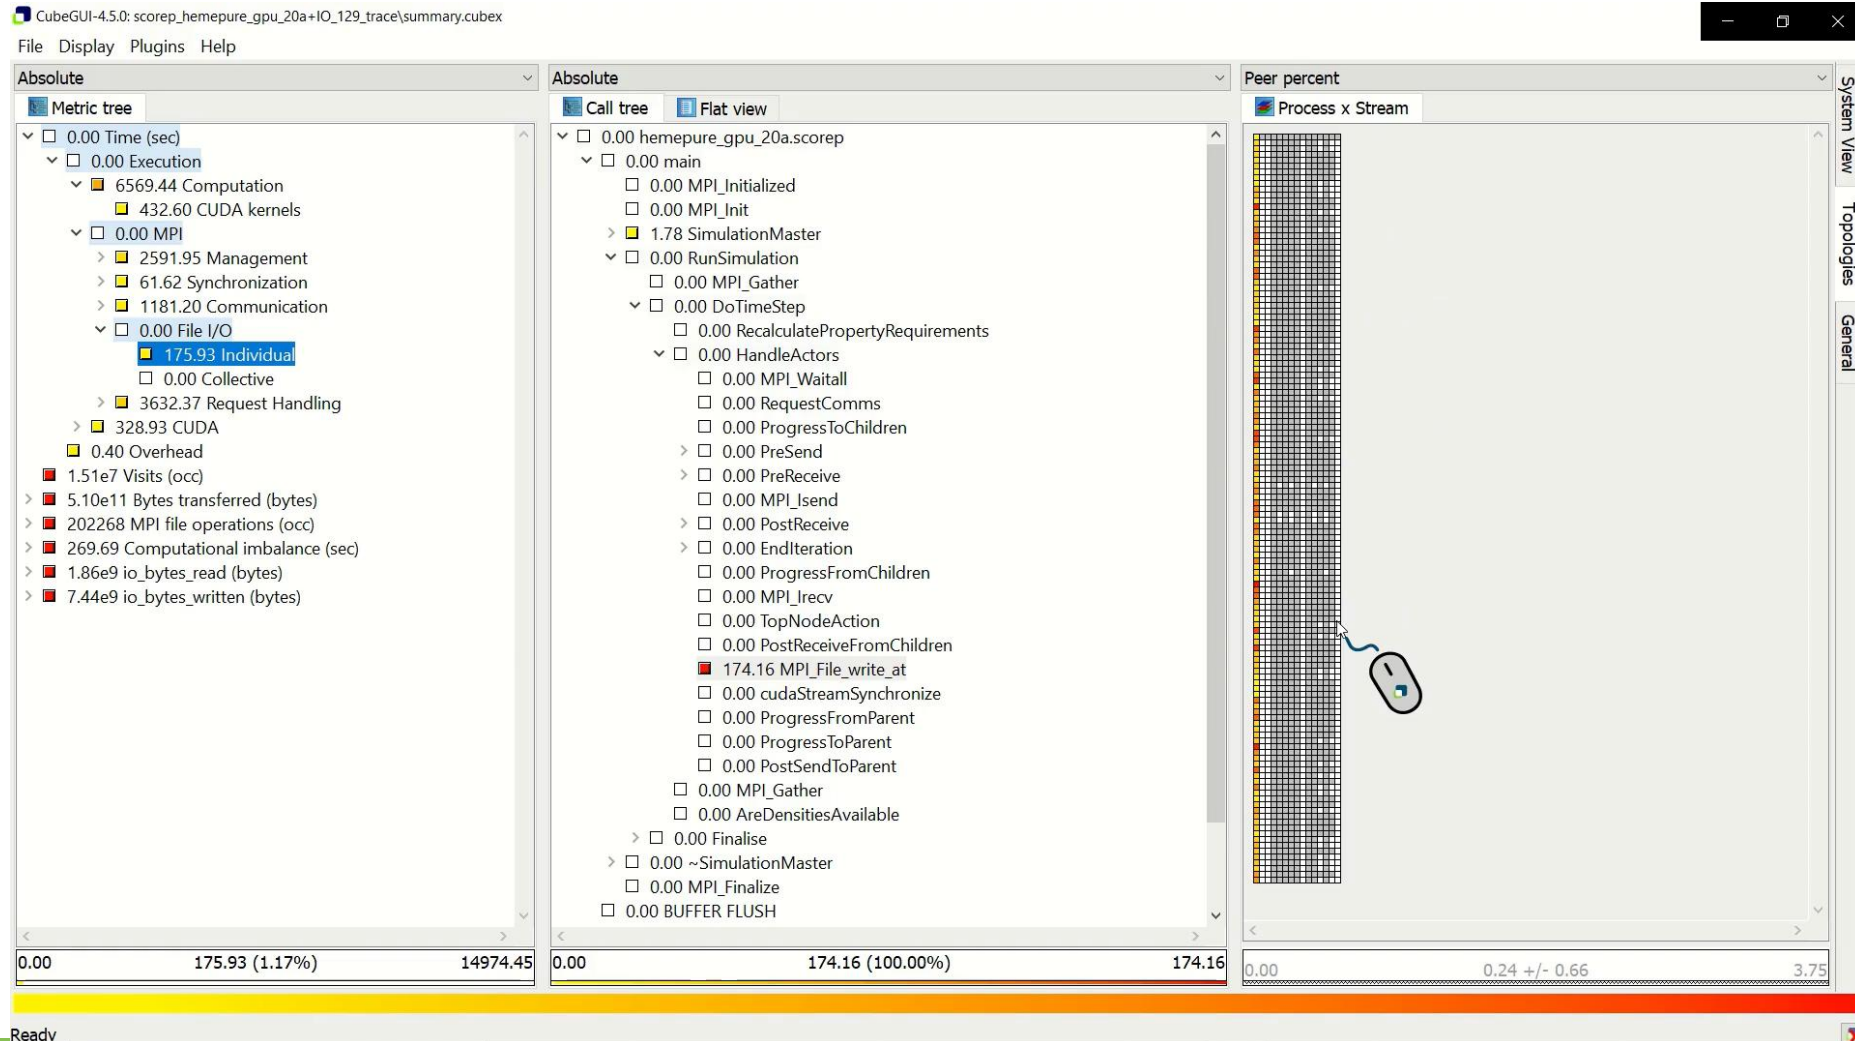 CubeGUI-4.5.0: scorep_hemepure_gpu_20a+IO_129_trace\summary.cubex
File Display Plugins Help
Absolute
Metric tree
0.00 Time (sec)
0.00 Execution
6569.44 Computation
432.60 CUDA kernels
0.00 MPI
2591.95 Management
61.62 Synchronization
1181.20 Communication
0.00 File I/O
175.93 Individual
0.00 Collective
3632.37 Request Handling
328.93 CUDA
0.40 Overhead
1.51e7 Visits (occ)
5.10e11 Bytes transferred (bytes)
202268 MPI file operations (occ)
269.69 Computational imbalance (sec)
1.86e9 io_bytes_read (bytes)
7.44e9 io_bytes_written (bytes)
0.00 175.93 (1.17%) 14974.45
Absolute
Call tree Flat view
0.00 hemepure_gpu_20a.scorep
0.00 main
0.00 MPI_Initialized
0.00 MPI_Init
1.78 SimulationMaster
0.00 RunSimulation
0.00 MPI_Gather
0.00 DoTimeStep
0.00 RecalculatePropertyRequirements
0.00 HandleActors
0.00 MPI_Waitall
0.00 RequestComms
0.00 ProgressToChildren
0.00 PreSend
0.00 PreReceive
0.00 MPI_Isend
0.00 PostReceive
0.00 EndIteration
0.00 ProgressFromChildren
0.00 MPI_Irecv
0.00 TopNodeAction
0.00 PostReceiveFromChildren
174.16 MPI_File_write_at
0.00 cudaStreamSynchronize
0.00 ProgressFromParent
0.00 ProgressToParent
0.00 PostSendToParent
0.00 MPI_Gather
0.00 AreDensitiesAvailable
0.00 Finalise
0.00 ~SimulationMaster
0.00 MPI_Finalize
0.00 BUFFER FLUSH
0.00 174.16 (100.00%) 174.16
Peer percent
Process x Stream
0.00 0.24 +/- 0.66 3.75
System View
Topologies
General
Ready